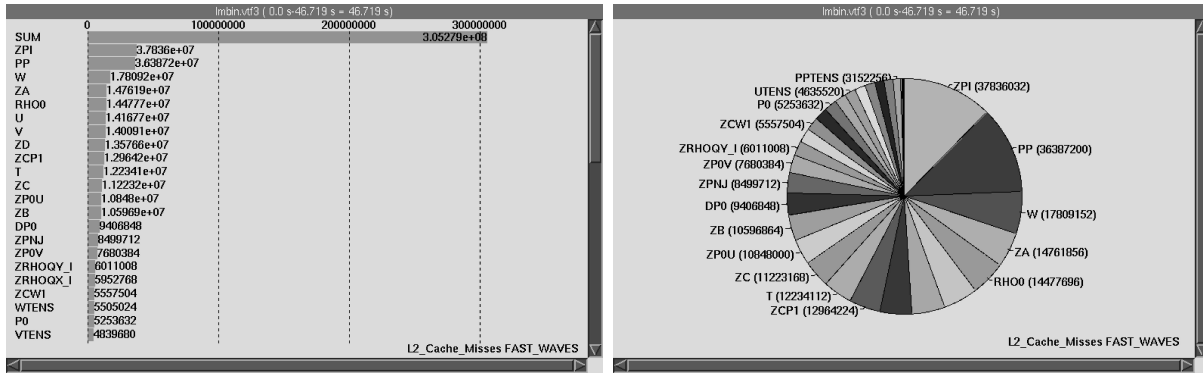 lmbin.vtf3 ( 0.0 s-46.719 s = 46.719 s)
0 100000000 200000000 300000000
SUM 3.05279e+08
ZPI 3.7836e+07
PP 3.63872e+07
W 1.78092e+07
ZA 1.47619e+07
RHO0 1.44777e+07
U 1.41677e+07
V 1.40091e+07
ZD 1.35766e+07
ZCP1 1.29642e+07
T 1.22341e+07
ZC 1.12232e+07
ZP0U 1.0848e+07
ZB 1.05969e+07
DP0 9406848
ZPNJ 8499712
ZP0V 7680384
ZRHOQY_I 6011008
ZRHOQX_I 5952768
ZCW1 5557504
WTENS 5505024
P0 5253632
VTENS 4839680
L2_Cache_Misses FAST_WAVES
lmbin.vtf3 ( 0.0 s-46.719 s = 46.719 s)
PPTENS (3152256)
ZPI (37836032)
UTENS (4635520)
P0 (5253632)
ZCW1 (5557504)
PP (36387200)
ZRHOQY_I (6011008)
ZP0V (7680384)
ZPNJ (8499712)
DP0 (9406848)
W (17809152)
ZB (10596864)
ZP0U (10848000)
ZA (14761856)
ZC (11223168)
RHO0 (14477696)
T (12234112)
ZCP1 (12964224)
L2_Cache_Misses FAST_WAVES